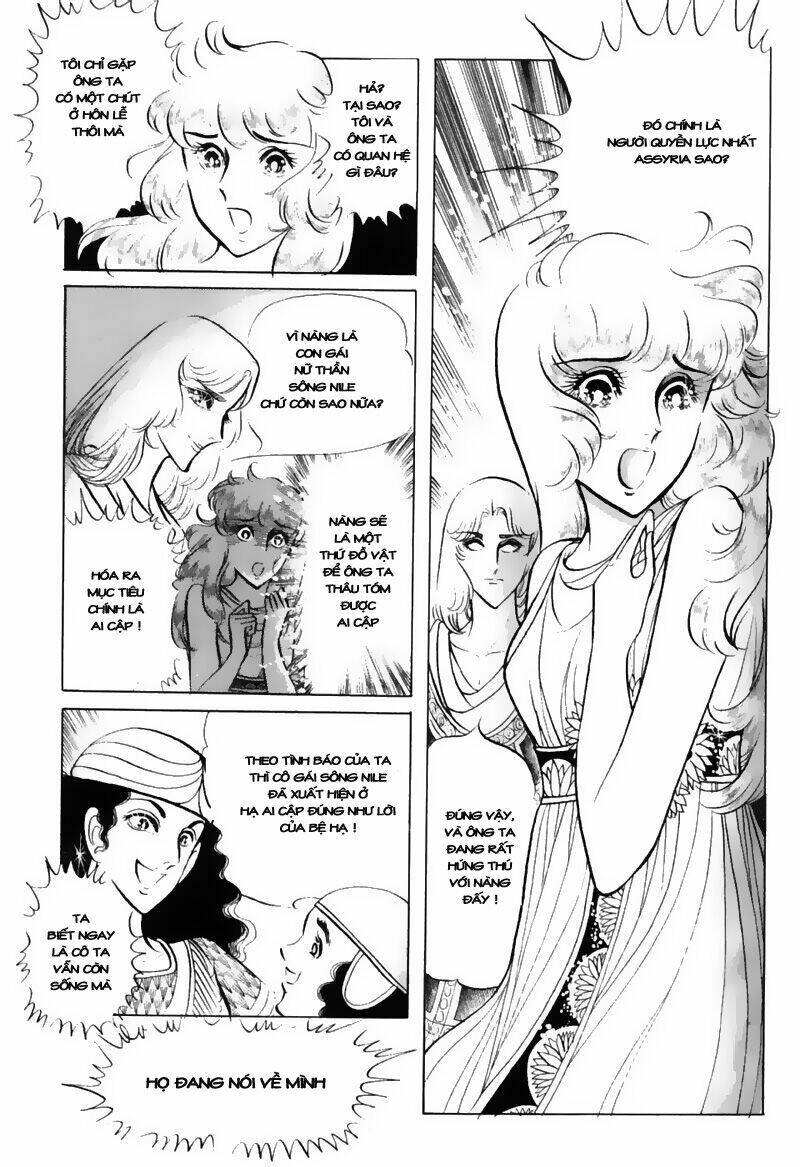 ĐÓ CHÍNH LÀ
NGƯỜI QUYỀN LỰC NHẤT
ASSYRIA SAO?
ĐÚNG VẬY,
VÀ ÔNG TA
ĐANG RẤT
HỨNG THÚ
VỚI NÀNG
ĐẤY !
HẢ?
TẠI SAO?
TÔI VÀ
ÔNG TA
CÓ QUAN HỆ
GÌ ĐÂU?
TÔI CHỈ GẶP
ÔNG TA
CÓ MỘT CHÚT
Ở HÔN LỄ
THÔI MÀ
VÌ NÀNG LÀ
CON GÁI
NỮ THẦN
SÔNG NILE
CHỨ CÒN SAO NỮA?
NÀNG SẼ
LÀ MỘT
THỨ ĐỒ VẬT
ĐỂ ÔNG TA
THÂU TÓM
ĐƯỢC
AI CẬP
HÓA RA
MỤC TIÊU
CHÍNH LÀ
AI CẬP !
THEO TÌNH BÁO CỦA TA
THÌ CÔ GÁI SÔNG NILE
ĐÃ XUẤT HIỆN Ở
HẠ AI CẬP ĐÚNG NHƯ LỜI
CỦA BỆ HẠ !
TA
BIẾT NGAY
LÀ CÔ TA
VẪN CÒN
SỐNG MÀ
HỌ ĐANG NÓI VỀ MÌNH